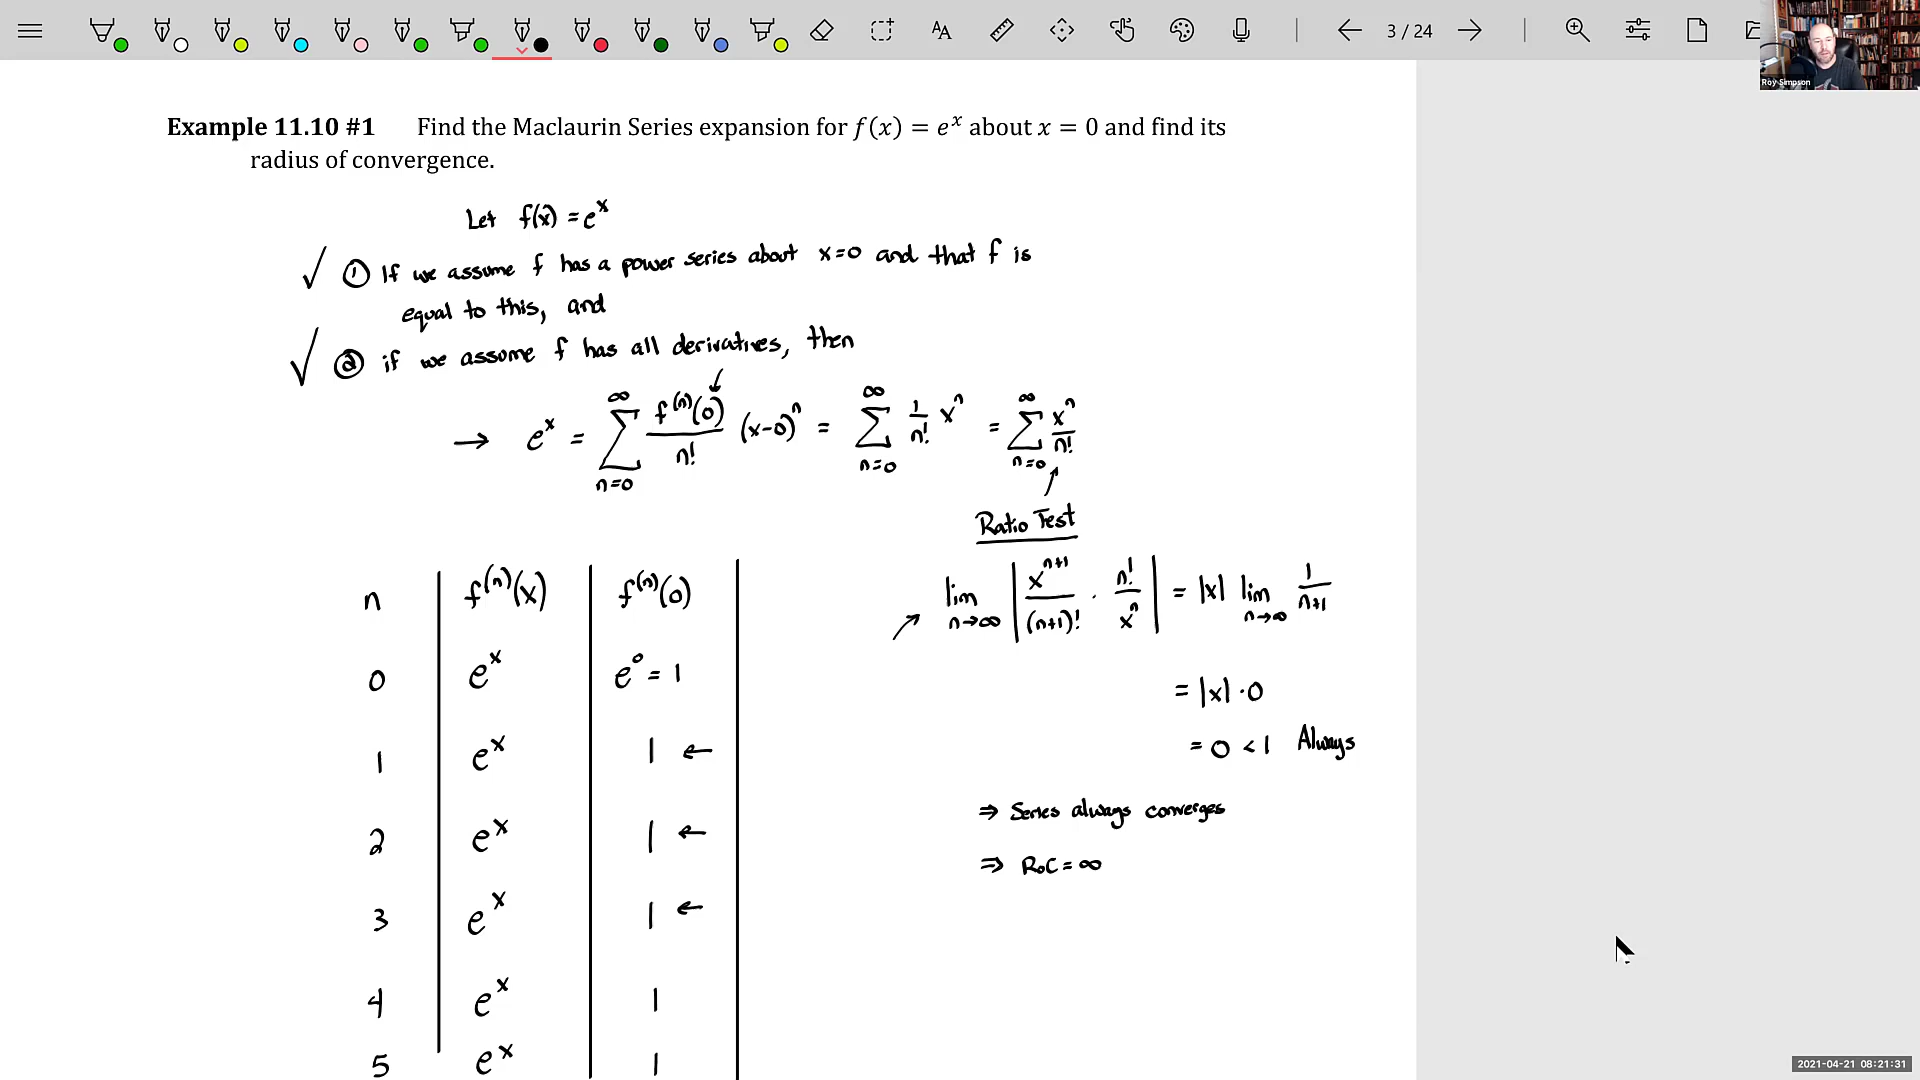 3 / 24
Roy Simpson
Example 11.10 #1 Find the Maclaurin Series expansion for f(x) = e^x about x = 0 and find its
radius of convergence.
Let f(x) = e^x
✓ ① If we assume f has a power series about x=0 and that f is
equal to this, and
✓ ② if we assume f has all derivatives, then
→ e^x = ∑_{n=0}^{∞} f^(n)(0)/n! (x-0)^n = ∑_{n=0}^{∞} 1/n! x^n = ∑_{n=0}^{∞} x^n/n!
Ratio Test
lim_{n→∞} | x^{n+1}/(n+1)! · n!/x^n | = |x| lim_{n→∞} 1/(n+1)
= |x| · 0
= 0 < 1 Always
⇒ Series always converges
⇒ RoC = ∞
n f^(n)(x) f^(n)(0)
0 e^x e^0 = 1
1 e^x 1 ←
2 e^x 1 ←
3 e^x 1 ←
4 e^x 1
5 e^x 1
2021-04-21 08:21:31